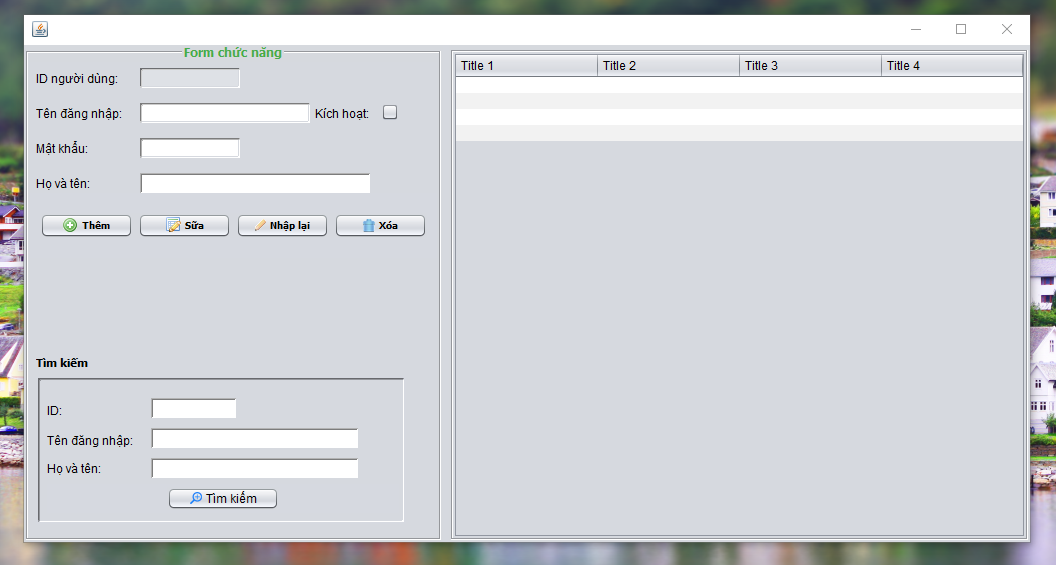 Form chức năng
ID người dùng:
Tên đăng nhập:
Kích hoạt:
Mật khẩu:
Họ và tên:
Thêm
Sữa
Nhập lại
Xóa
Tìm kiếm
ID:
Tên đăng nhập:
Họ và tên:
Tìm kiếm
Title 1
Title 2
Title 3
Title 4